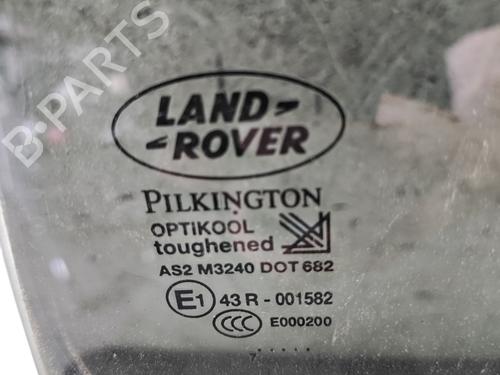 B-PARTS
LAND
ROVER
PILKINGTON
OPTIKOOL
toughened
AS2 M3240 DOT 682
E1 43 R - 001582
CCC E000200